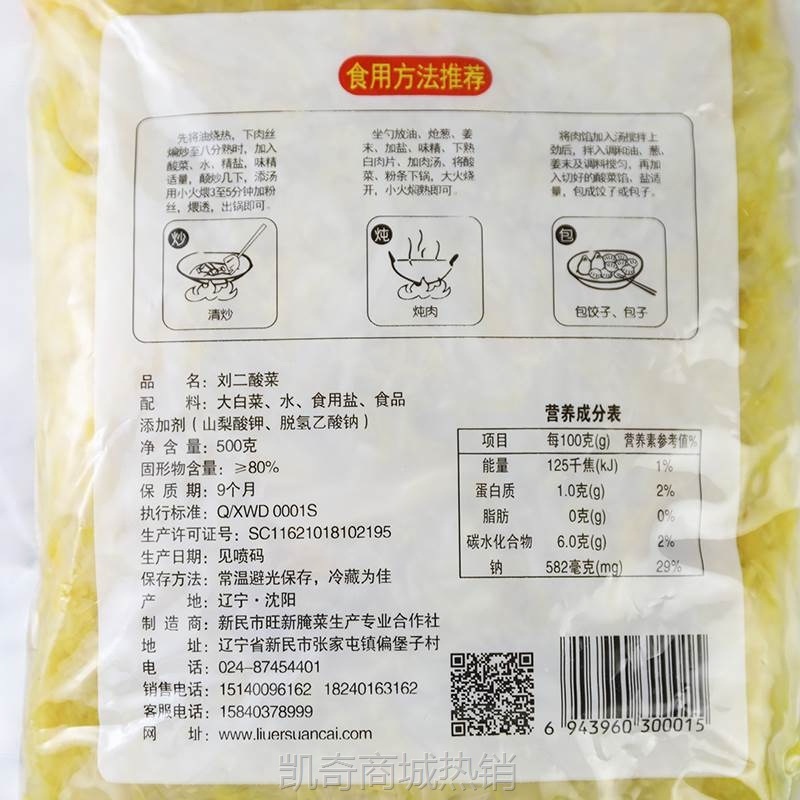 食用方法推荐
先将油烧热，下肉丝
煸炒至八分熟时，加入
酸菜、水、精盐，味精
适量，颠炒几下，添汤
用小火煨3至5分钟加粉
丝，煨透，出锅即可。
炒
清炒
坐勺放油、炝葱、姜
末、加盐、味精、下熟
白肉片、加肉汤、将酸
菜，粉条下锅，大火烧
开，小火焖熟即可。
炖
炖肉
将肉馅加入汤搅拌上
劲后，拌入调料油、葱、
姜末及调料搅匀，再加
入切好的酸菜馅、盐适
量，包成饺子或包子。
包
包饺子、包子
品 名：刘二酸菜
配 料：大白菜、水、食用盐、食品
添加剂（山梨酸钾、脱氢乙酸钠）
净 含 量：500克
固形物含量：≥80%
保 质 期：9个月
执行标准：Q/XWD 0001S
生产许可证号：SC11621018102195
生产日期：见喷码
保存方法：常温避光保存，冷藏为佳
产 地：辽宁·沈阳
制 造 商：新民市旺新腌菜生产专业合作社
地 址：辽宁省新民市张家屯镇偏堡子村
电 话：024-87454401
销售电话：15140096162 18240163162
客服电话：15840378999
网 址：www.liuersuancai.com
营养成分表
项目 每100克(g) 营养素参考值%
能量 125千焦(kJ) 1%
蛋白质 1.0克(g) 2%
脂肪 0克(g) 0%
碳水化合物 6.0克(g) 2%
钠 582毫克(mg) 29%
6 943960 300015
凯奇商城热销